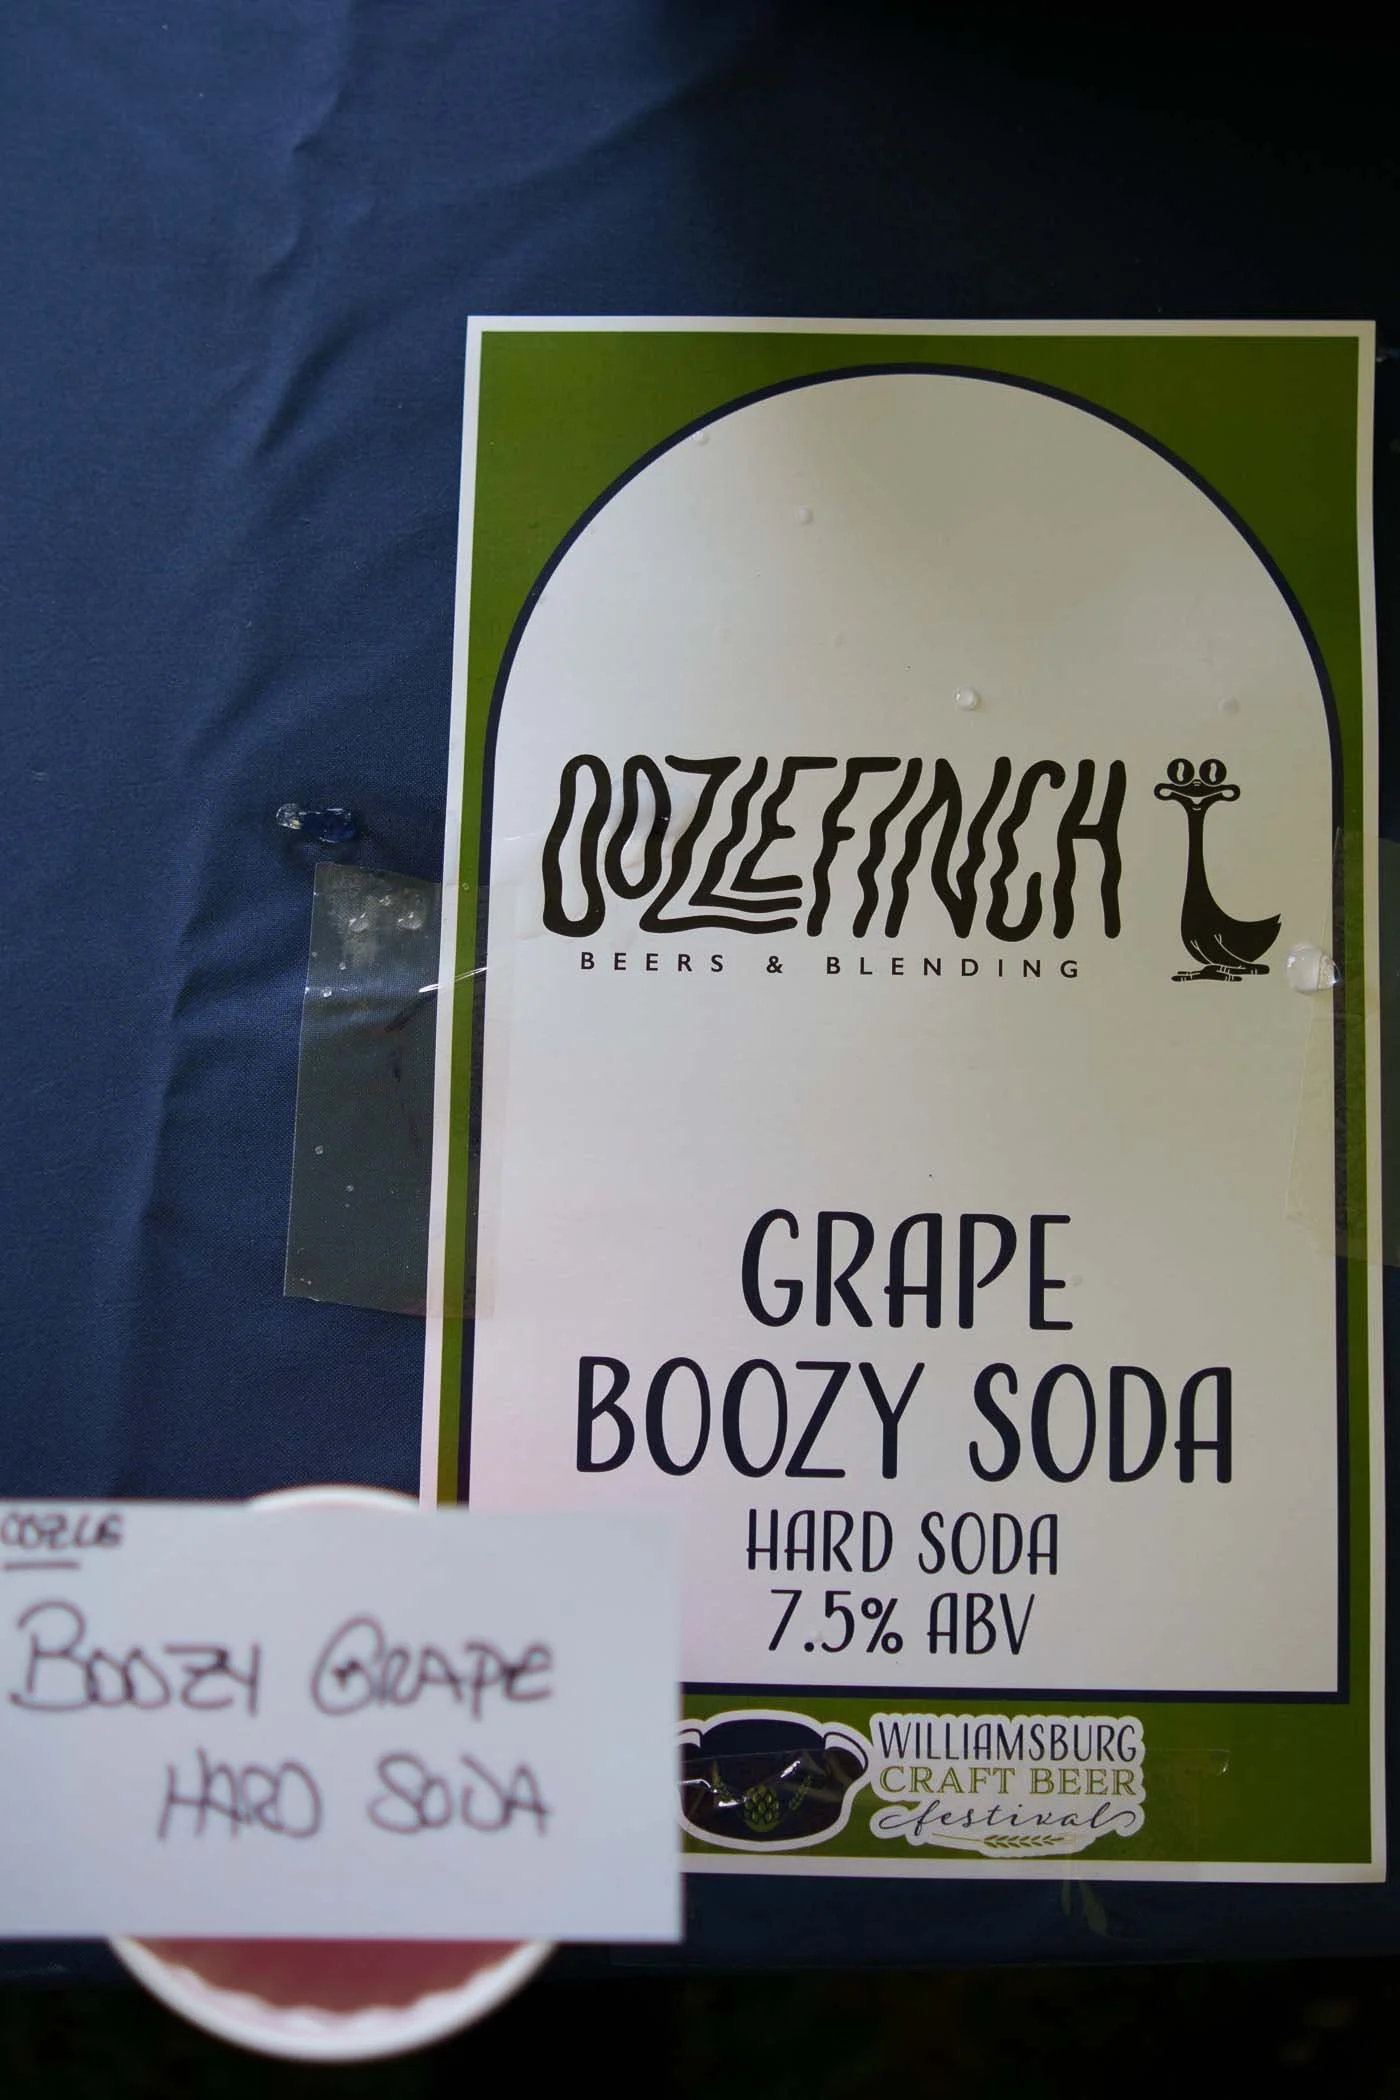 OOZLEFINCH
BEERS & BLENDING
GRAPE
BOOZY SODA
HARD SODA
7.5% ABV
WILLIAMSBURG
CRAFT BEER
festival
OOZLE
BOOZY GRAPE
HARD SODA